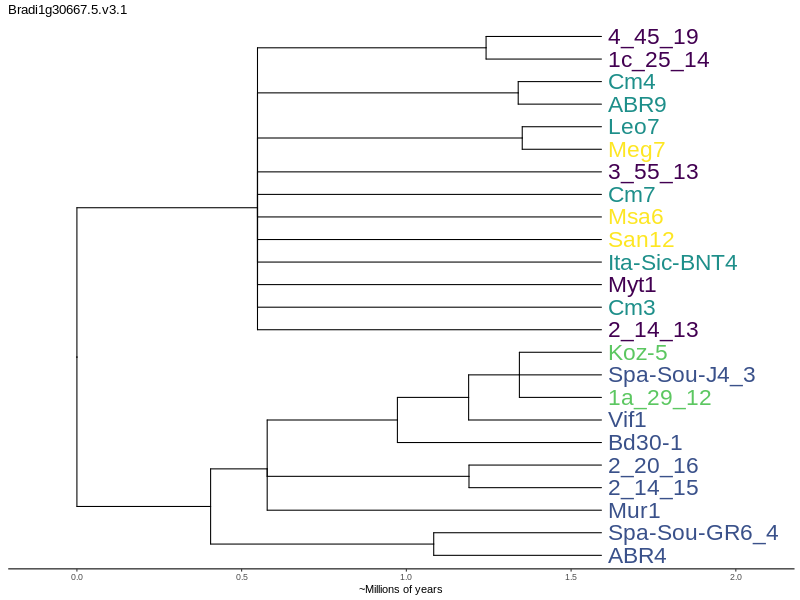 Bradi1g30667.5.v3.1
4_45_19
1c_25_14
Cm4
ABR9
Leo7
Meg7
3_55_13
Cm7
Msa6
San12
Ita-Sic-BNT4
Myt1
Cm3
2_14_13
Koz-5
Spa-Sou-J4_3
1a_29_12
Vif1
Bd30-1
2_20_16
2_14_15
Mur1
Spa-Sou-GR6_4
ABR4
0.0 0.5 1.0 1.5 2.0
~Millions of years